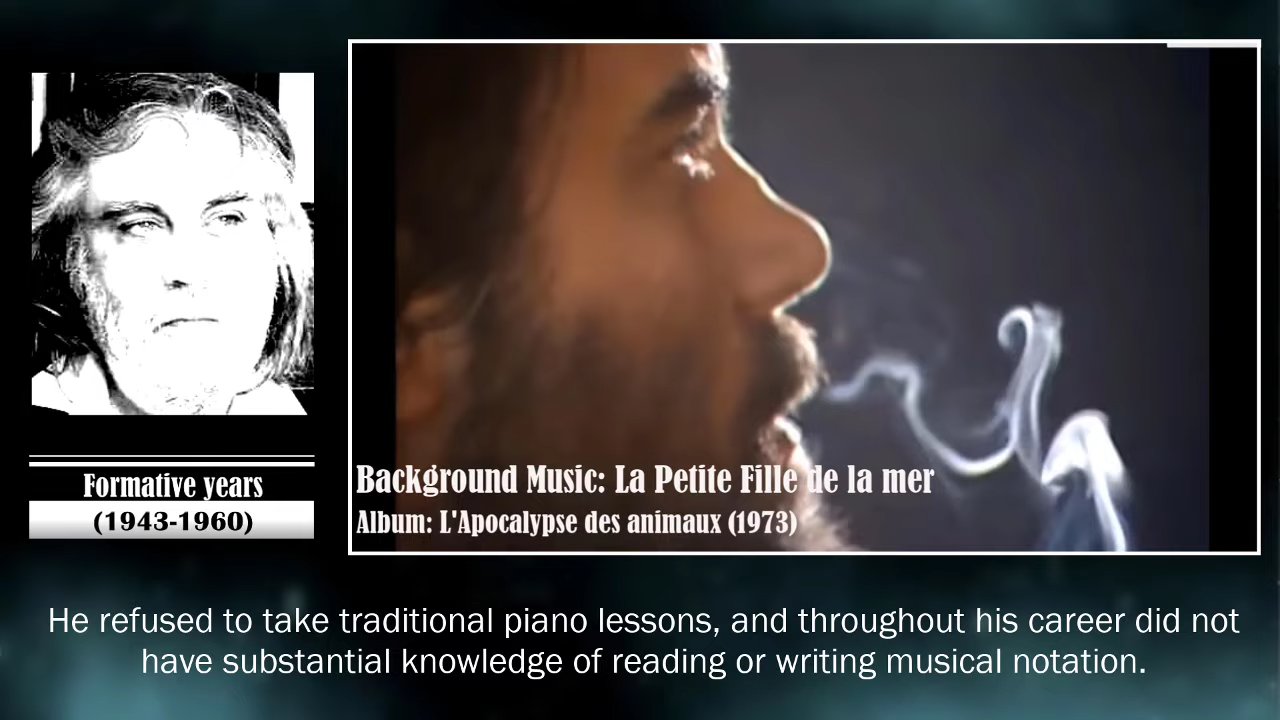 Formative years
(1943-1960)
Background Music: La Petite Fille de la mer
Album: L'Apocalypse des animaux (1973)
He refused to take traditional piano lessons, and throughout his career did not
have substantial knowledge of reading or writing musical notation.